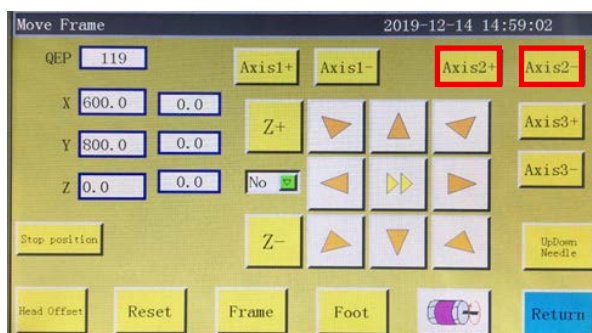 Move Frame 2019-12-14 14:59:02
QEP 119 Axis1+ Axis1- Axis2+ Axis2-
X 600.0 0.0 Z+ Axis3+
Y 800.0 0.0
Z 0.0 0.0 No Axis3-
Stop position Z- UpDown
Needle
Head Offset Reset Frame Foot Return